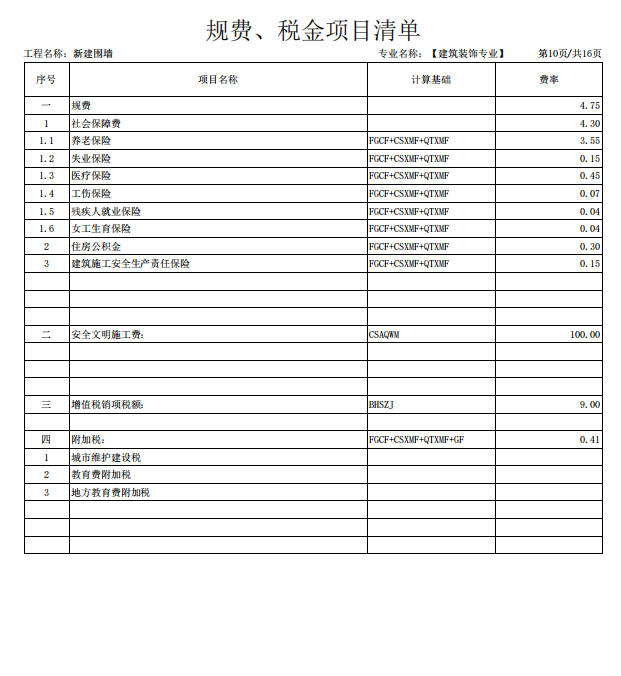 规费、税金项目清单
工程名称：新建围墙 专业名称：【建筑装饰专业】 第10页/共16页
序号 项目名称 计算基础 费率
一 规费 4.75
1 社会保障费 4.30
1.1 养老保险 FGCF+CSXMF+QTXMF 3.55
1.2 失业保险 FGCF+CSXMF+QTXMF 0.15
1.3 医疗保险 FGCF+CSXMF+QTXMF 0.45
1.4 工伤保险 FGCF+CSXMF+QTXMF 0.07
1.5 残疾人就业保险 FGCF+CSXMF+QTXMF 0.04
1.6 女工生育保险 FGCF+CSXMF+QTXMF 0.04
2 住房公积金 FGCF+CSXMF+QTXMF 0.30
3 建筑施工安全生产责任保险 FGCF+CSXMF+QTXMF 0.15
二 安全文明施工费： CSAQWM 100.00
三 增值税销项税额： BHSZJ 9.00
四 附加税： FGCF+CSXMF+QTXMF+GF 0.41
1 城市维护建设税
2 教育费附加税
3 地方教育费附加税